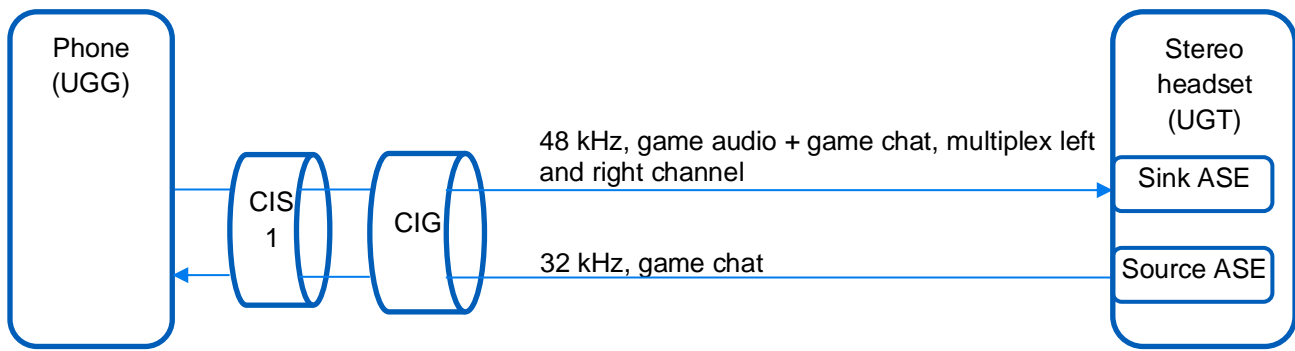 Phone
(UGG)
Stereo
headset
(UGT)
48 kHz, game audio + game chat, multiplex left
and right channel
Sink ASE
CIS
1
CIG
32 kHz, game chat
Source ASE